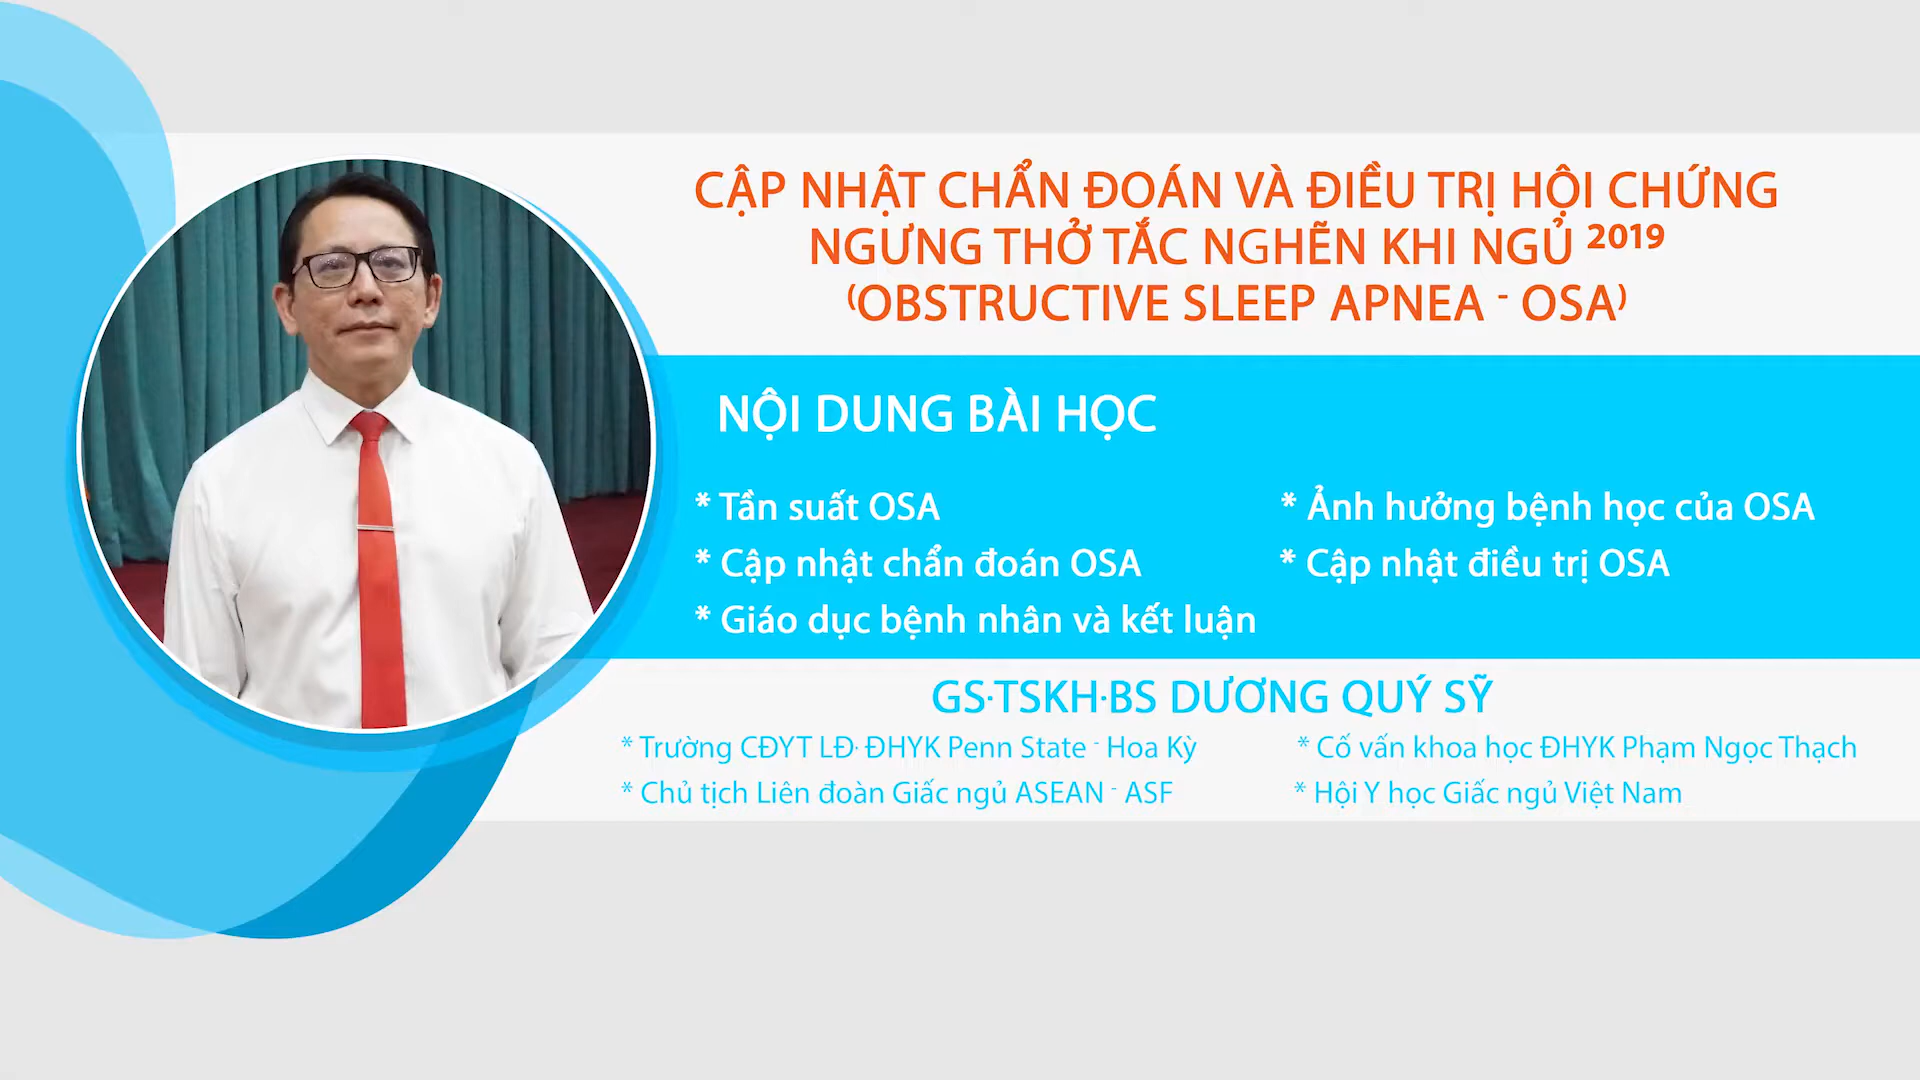 CẬP NHẬT CHẨN ĐOÁN VÀ ĐIỀU TRỊ HỘI CHỨNG
NGƯNG THỞ TẮC NGHẼN KHI NGỦ 2019
(OBSTRUCTIVE SLEEP APNEA - OSA)
NỘI DUNG BÀI HỌC
* Tần suất OSA
* Ảnh hưởng bệnh học của OSA
* Cập nhật chẩn đoán OSA
* Cập nhật điều trị OSA
* Giáo dục bệnh nhân và kết luận
GS.TSKH.BS DƯƠNG QUÝ SỸ
* Trường CĐYT LĐ. ĐHYK Penn State - Hoa Kỳ
* Cố vấn khoa học ĐHYK Phạm Ngọc Thạch
* Chủ tịch Liên đoàn Giấc ngủ ASEAN - ASF
* Hội Y học Giấc ngủ Việt Nam